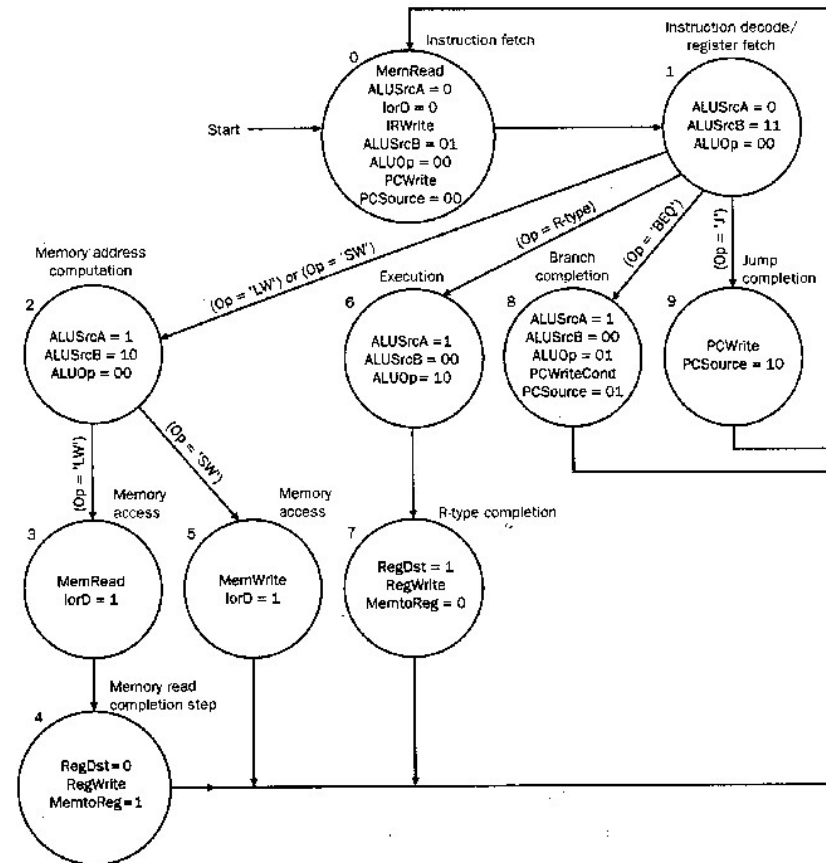 Instruction fetch
0
MemRead
ALUSrcA = 0
IorD = 0
IRWrite
ALUSrcB = 01
ALUOp = 00
PCWrite
PCSource = 00
Start
Instruction decode/
register fetch
1
ALUSrcA = 0
ALUSrcB = 11
ALUOp = 00
(Op = 'LW') or (Op = 'SW')
(Op = R-type)
(Op = 'BEQ')
(Op = 'J')
Memory address
computation
2
ALUSrcA = 1
ALUSrcB = 10
ALUOp = 00
Execution
6
ALUSrcA = 1
ALUSrcB = 00
ALUOp = 10
Branch
completion
8
ALUSrcA = 1
ALUSrcB = 00
ALUOp = 01
PCWriteCond
PCSource = 01
Jump
completion
9
PCWrite
PCSource = 10
(Op = 'LW')
(Op = 'SW')
Memory
access
3
MemRead
IorD = 1
Memory
access
5
MemWrite
IorD = 1
R-type completion
7
RegDst = 1
RegWrite
MemtoReg = 0
Memory read
completion step
4
RegDst = 0
RegWrite
MemtoReg = 1